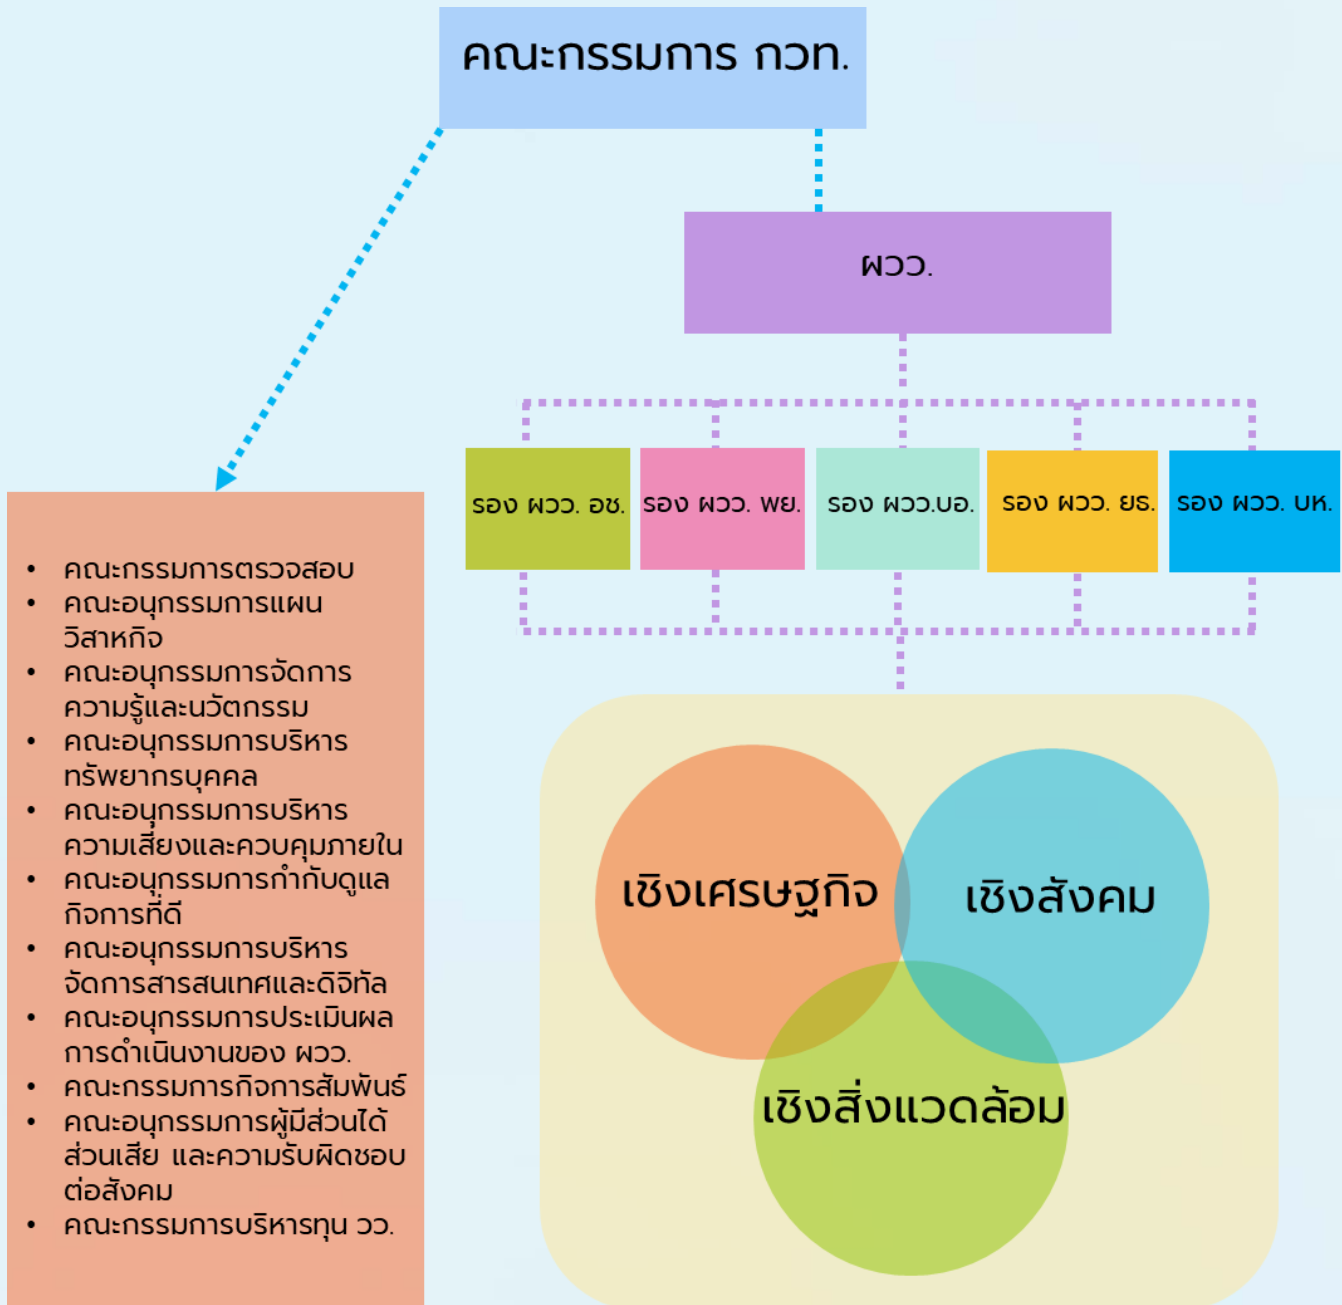 คณะกรรมการ กวท.
ผวว.
รอง ผวว. อช.
รอง ผวว. พย.
รอง ผวว.บอ.
รอง ผวว. ยธ.
รอง ผวว. บห.
• คณะกรรมการตรวจสอบ
• คณะอนุกรรมการแผน
วิสาหกิจ
• คณะอนุกรรมการจัดการ
ความรู้และนวัตกรรม
• คณะอนุกรรมการบริหาร
ทรัพยากรบุคคล
• คณะอนุกรรมการบริหาร
ความเสี่ยงและควบคุมภายใน
• คณะอนุกรรมการกำกับดูแล
กิจการที่ดี
• คณะอนุกรรมการบริหาร
จัดการสารสนเทศและดิจิทัล
• คณะอนุกรรมการประเมินผล
การดำเนินงานของ ผวว.
• คณะกรรมการกิจการสัมพันธ์
• คณะอนุกรรมการผู้มีส่วนได้
ส่วนเสีย และความรับผิดชอบ
ต่อสังคม
• คณะกรรมการบริหารทุน วว.
เชิงเศรษฐกิจ
เชิงสังคม
เชิงสิ่งแวดล้อม